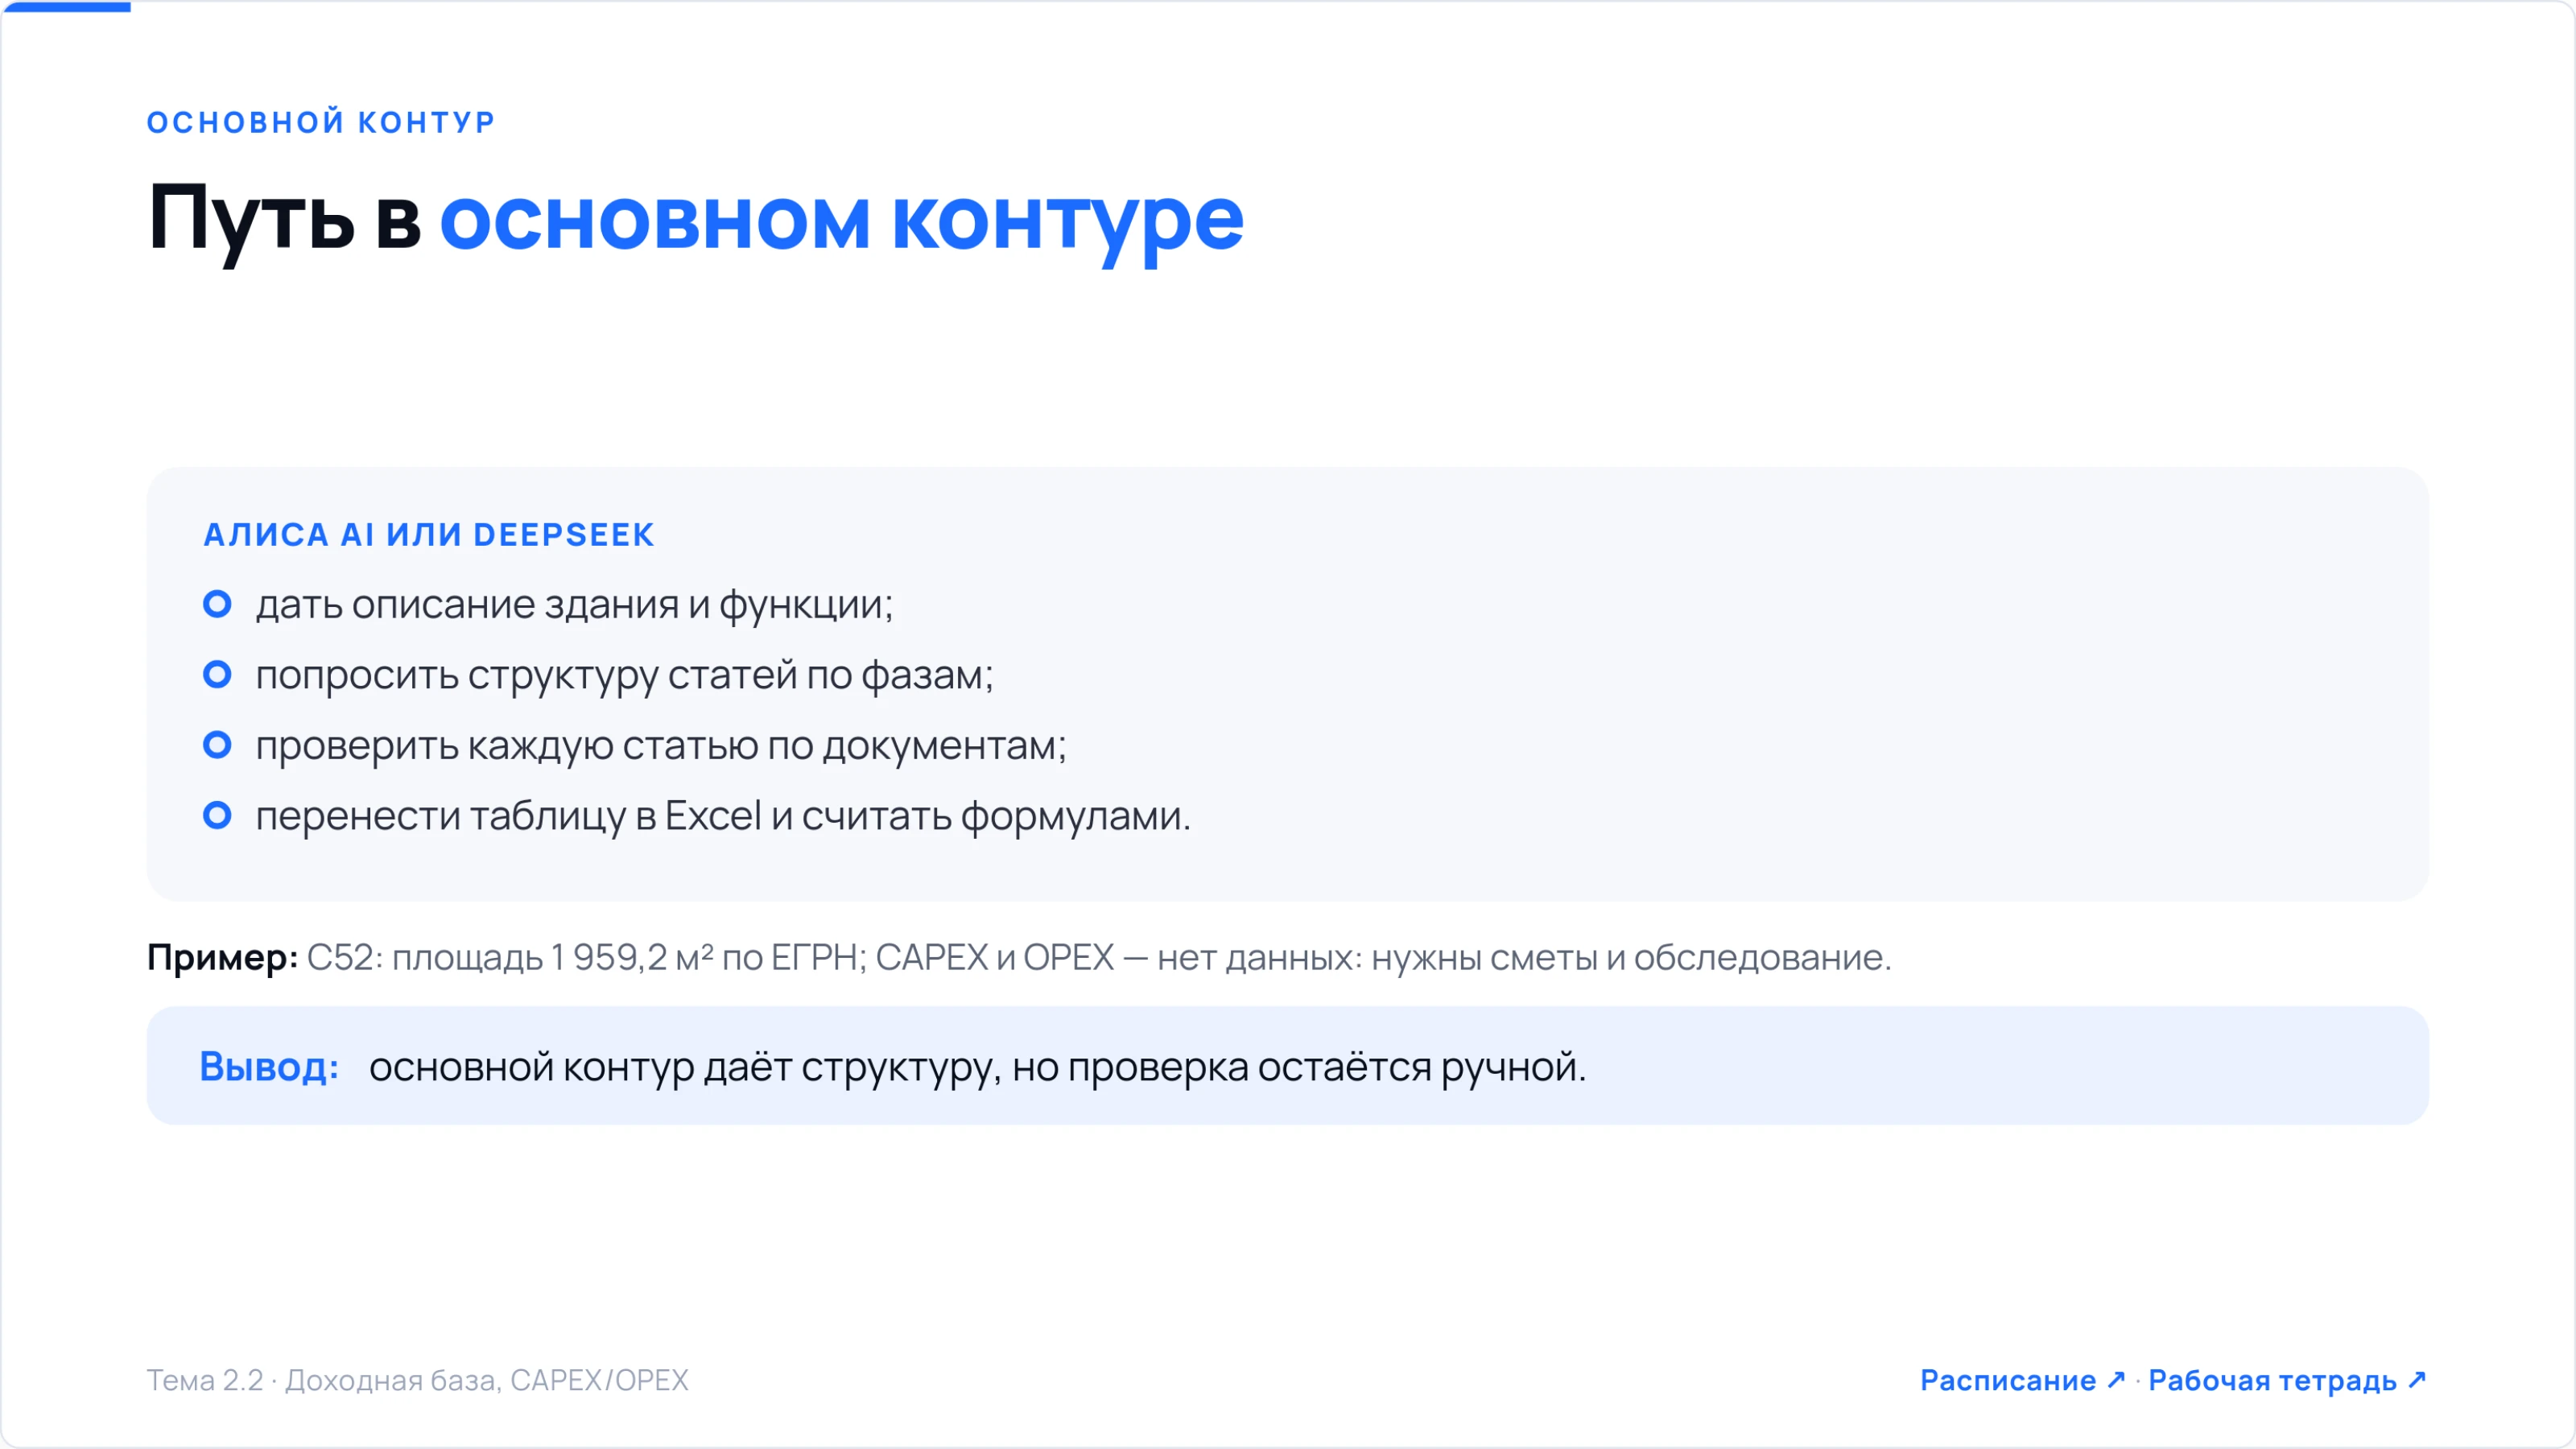 ОСНОВНОЙ КОНТУР
Путь в основном контуре
АЛИСА AI ИЛИ DEEPSEEK
дать описание здания и функции;
попросить структуру статей по фазам;
проверить каждую статью по документам;
перенести таблицу в Excel и считать формулами.
Пример: С52: площадь 1 959,2 м² по ЕГРН; CAPEX и OPEX — нет данных: нужны сметы и обследование.
Вывод: основной контур даёт структуру, но проверка остаётся ручной.
Тема 2.2 · Доходная база, CAPEX/OPEX
Расписание ↗ · Рабочая тетрадь ↗